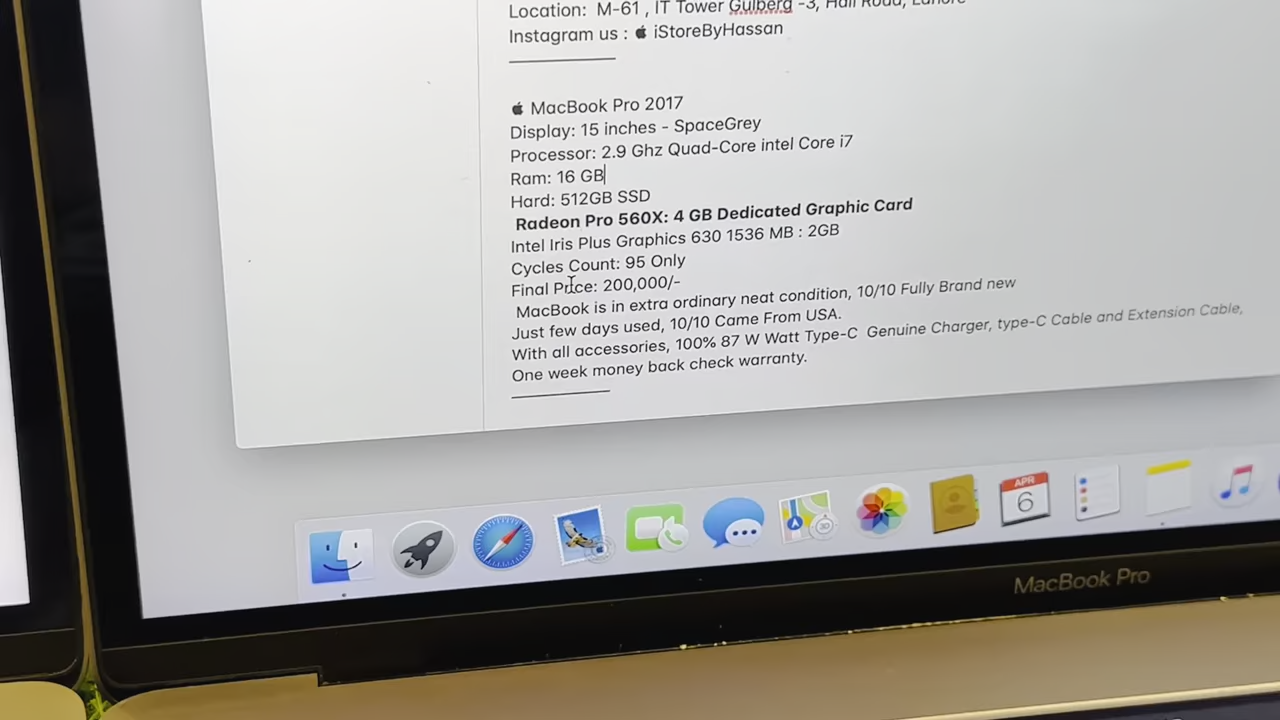 Location: M-61 , IT Tower Gulberg -3, Hall Road, Lahore
Instagram us : iStoreByHassan
MacBook Pro 2017
Display: 15 inches - SpaceGrey
Processor: 2.9 Ghz Quad-Core intel Core i7
Ram: 16 GB
Hard: 512GB SSD
Radeon Pro 560X: 4 GB Dedicated Graphic Card
Intel Iris Plus Graphics 630 1536 MB : 2GB
Cycles Count: 95 Only
Final Price: 200,000/-
MacBook is in extra ordinary neat condition, 10/10 Fully Brand new
Just few days used, 10/10 Came From USA.
With all accessories, 100% 87 W Watt Type-C Genuine Charger, type-C Cable and Extension Cable,
One week money back check warranty.
APR
6
MacBook Pro